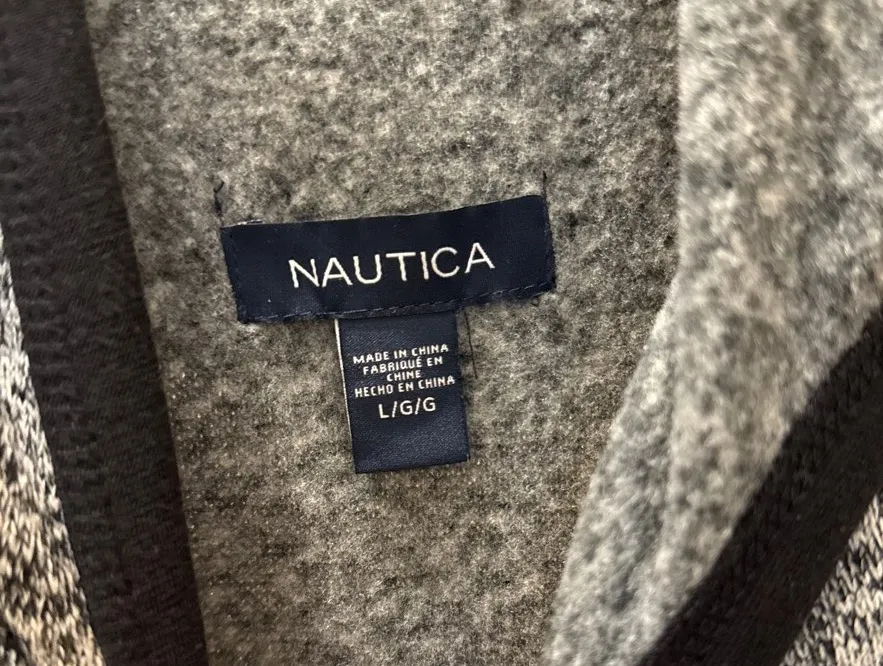 NAUTICA
MADE IN CHINA
FABRIQUÉ EN
CHINE
HECHO EN CHINA
L/G/G